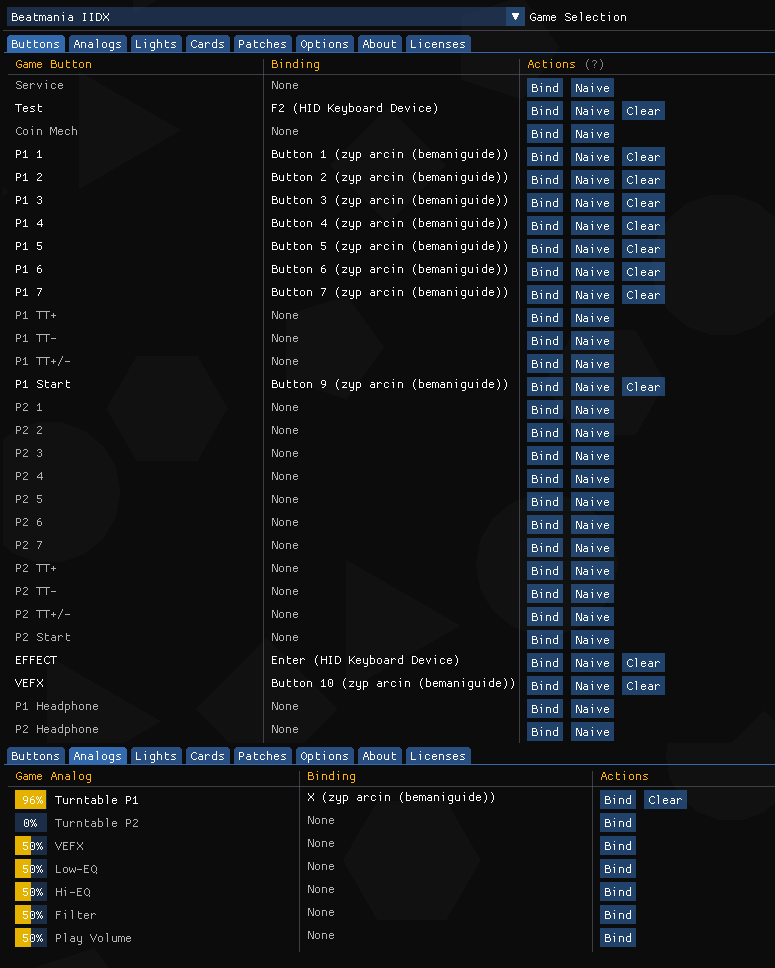 Beatmania IIDX ▼ Game Selection
Buttons Analogs Lights Cards Patches Options About Licenses
Game Button Binding Actions (?)
Service None Bind Naive
Test F2 (HID Keyboard Device) Bind Naive Clear
Coin Mech None Bind Naive
P1 1 Button 1 (zyp arcin (bemaniguide)) Bind Naive Clear
P1 2 Button 2 (zyp arcin (bemaniguide)) Bind Naive Clear
P1 3 Button 3 (zyp arcin (bemaniguide)) Bind Naive Clear
P1 4 Button 4 (zyp arcin (bemaniguide)) Bind Naive Clear
P1 5 Button 5 (zyp arcin (bemaniguide)) Bind Naive Clear
P1 6 Button 6 (zyp arcin (bemaniguide)) Bind Naive Clear
P1 7 Button 7 (zyp arcin (bemaniguide)) Bind Naive Clear
P1 TT+ None Bind Naive
P1 TT- None Bind Naive
P1 TT+/- None Bind Naive
P1 Start Button 9 (zyp arcin (bemaniguide)) Bind Naive Clear
P2 1 None Bind Naive
P2 2 None Bind Naive
P2 3 None Bind Naive
P2 4 None Bind Naive
P2 5 None Bind Naive
P2 6 None Bind Naive
P2 7 None Bind Naive
P2 TT+ None Bind Naive
P2 TT- None Bind Naive
P2 TT+/- None Bind Naive
P2 Start None Bind Naive
EFFECT Enter (HID Keyboard Device) Bind Naive Clear
VEFX Button 10 (zyp arcin (bemaniguide)) Bind Naive Clear
P1 Headphone None Bind Naive
P2 Headphone None Bind Naive
Buttons Analogs Lights Cards Patches Options About Licenses
Game Analog Binding Actions
96% Turntable P1 X (zyp arcin (bemaniguide)) Bind Clear
0% Turntable P2 None Bind
50% VEFX None Bind
50% Low-EQ None Bind
50% Hi-EQ None Bind
50% Filter None Bind
50% Play Volume None Bind